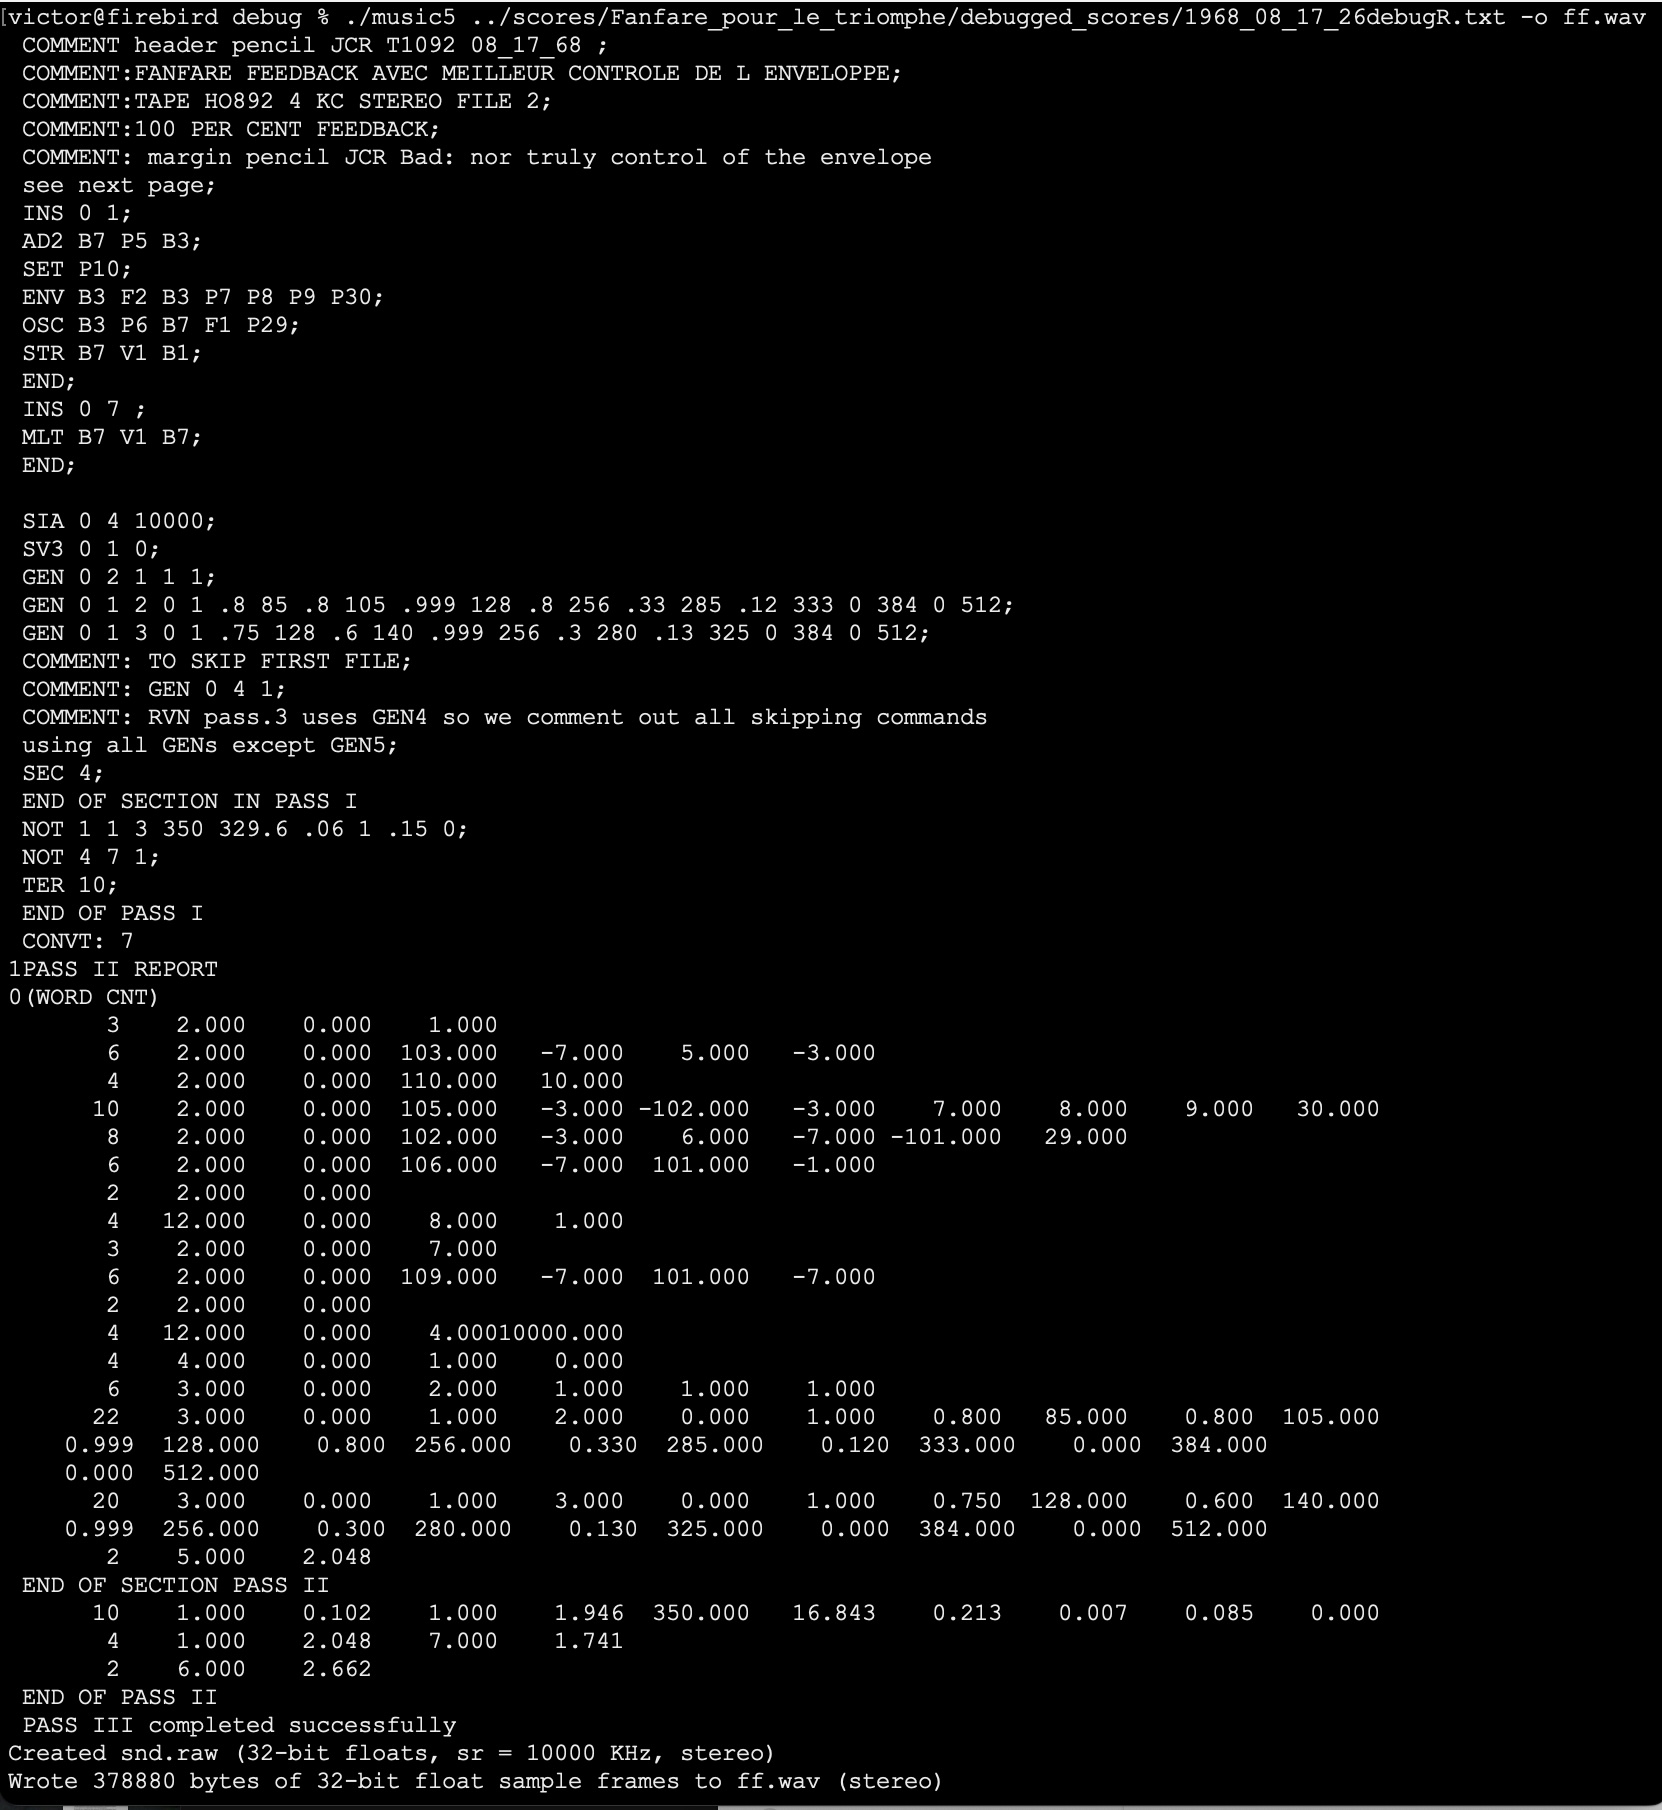 [victor@firebird debug % ./music5 ../scores/Fanfare_pour_le_triomphe/debugged_scores/1968_08_17_26debugR.txt -o ff.wav
COMMENT header pencil JCR T1092 08_17_68 ;
COMMENT:FANFARE FEEDBACK AVEC MEILLEUR CONTROLE DE L ENVELOPPE;
COMMENT:TAPE HO892 4 KC STEREO FILE 2;
COMMENT:100 PER CENT FEEDBACK;
COMMENT: margin pencil JCR Bad: nor truly control of the envelope
see next page;
INS 0 1;
AD2 B7 P5 B3;
SET P10;
ENV B3 F2 B3 P7 P8 P9 P30;
OSC B3 P6 B7 F1 P29;
STR B7 V1 B1;
END;
INS 0 7 ;
MLT B7 V1 B7;
END;

SIA 0 4 10000;
SV3 0 1 0;
GEN 0 2 1 1 1;
GEN 0 1 2 0 1 .8 85 .8 105 .999 128 .8 256 .33 285 .12 333 0 384 0 512;
GEN 0 1 3 0 1 .75 128 .6 140 .999 256 .3 280 .13 325 0 384 0 512;
COMMENT: TO SKIP FIRST FILE;
COMMENT: GEN 0 4 1;
COMMENT: RVN pass.3 uses GEN4 so we comment out all skipping commands
using all GENs except GEN5;
SEC 4;
END OF SECTION IN PASS I
NOT 1 1 3 350 329.6 .06 1 .15 0;
NOT 4 7 1;
TER 10;
END OF PASS I
CONVT: 7
1PASS II REPORT
0(WORD CNT)
3 2.000 0.000 1.000
6 2.000 0.000 103.000 -7.000 5.000 -3.000
4 2.000 0.000 110.000 10.000
10 2.000 0.000 105.000 -3.000 -102.000 -3.000 7.000 8.000 9.000 30.000
8 2.000 0.000 102.000 -3.000 6.000 -7.000 -101.000 29.000
6 2.000 0.000 106.000 -7.000 101.000 -1.000
2 2.000 0.000
4 12.000 0.000 8.000 1.000
3 2.000 0.000 7.000
6 2.000 0.000 109.000 -7.000 101.000 -7.000
2 2.000 0.000
4 12.000 0.000 4.00010000.000
4 4.000 0.000 1.000 0.000
6 3.000 0.000 2.000 1.000 1.000 1.000
22 3.000 0.000 1.000 2.000 0.000 1.000 0.800 85.000 0.800 105.000
0.999 128.000 0.800 256.000 0.330 285.000 0.120 333.000 0.000 384.000
0.000 512.000
20 3.000 0.000 1.000 3.000 0.000 1.000 0.750 128.000 0.600 140.000
0.999 256.000 0.300 280.000 0.130 325.000 0.000 384.000 0.000 512.000
2 5.000 2.048
END OF SECTION PASS II
10 1.000 0.102 1.000 1.946 350.000 16.843 0.213 0.007 0.085 0.000
4 1.000 2.048 7.000 1.741
2 6.000 2.662
END OF PASS II
PASS III completed successfully
Created snd.raw (32-bit floats, sr = 10000 KHz, stereo)
Wrote 378880 bytes of 32-bit float sample frames to ff.wav (stereo)